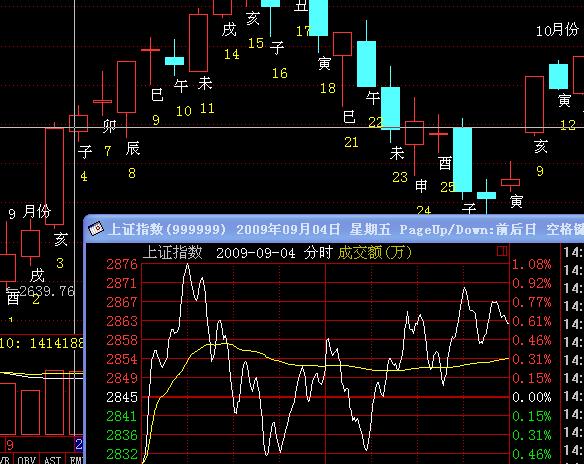 丑
亥
戌
17
10月份
15
子
14
寅
16
未
午
18
寅
巳
10
11
巳
午
卯
9
22
12
辰
21
未
酉
亥
子
7
25
8
23
申
9
4
24
子
寅
9 月份
亥
3
戌
酉
2
2639.76
1
上证指数(999999) 2009年09月04日 星期五 PageUp/Down:前后日 空格键
上证指数 2009-09-04 分时 成交额(万)
2876 1.08%
2871 0.92%
2867 0.77%
2863 0.61%
2858 0.46%
2854 0.31%
2849 0.15%
2845 0.00%
2841 0.15%
2836 0.31%
2832 0.46%
10: 1414188
9
2
VR OBV ASI EM
14:
14:
14:
14:
14:
14:
14:
14:
14:
14:
14:
14: